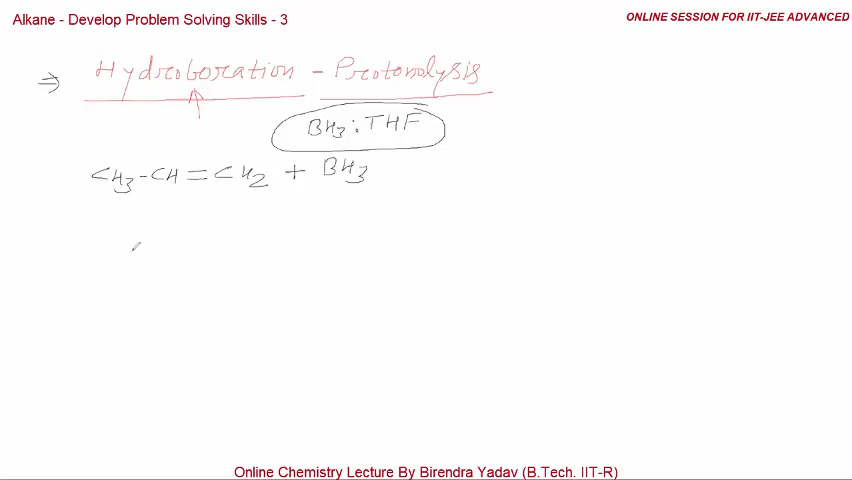 Alkane - Develop Problem Solving Skills - 3
ONLINE SESSION FOR IIT-JEE ADVANCED
⇒ Hydroboration - Protonolysis
BH3:THF
CH3-CH=CH2 + BH3
Online Chemistry Lecture By Birendra Yadav (B.Tech. IIT-R)